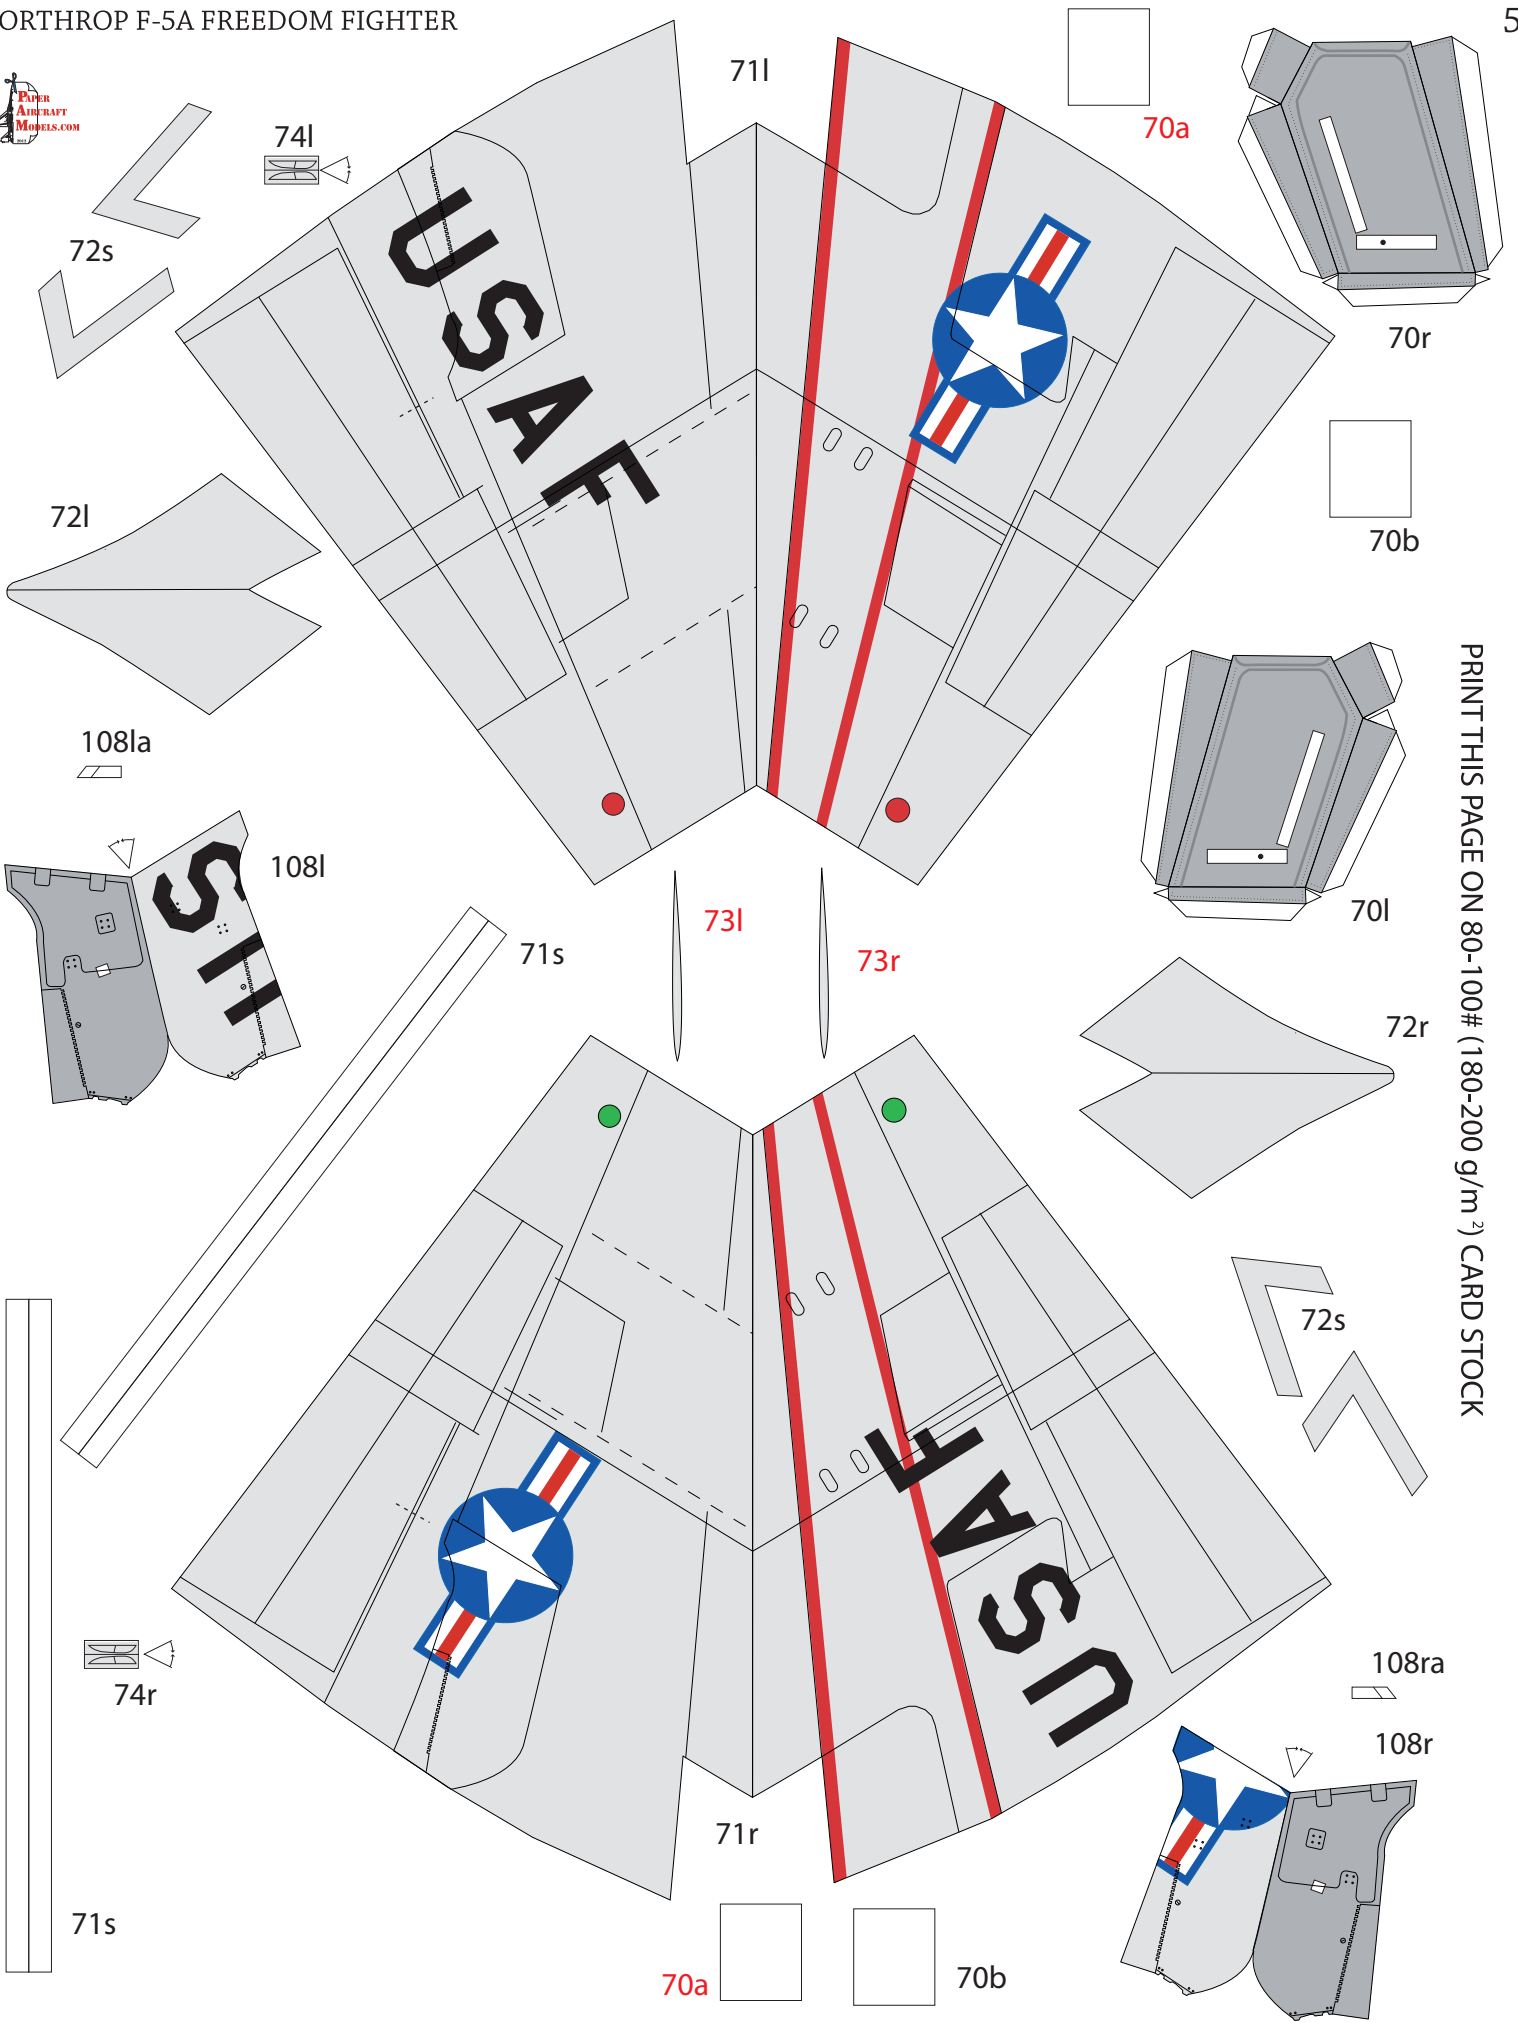 ORTHROP F-5A FREEDOM FIGHTER
5
PAPER
AIRCRAFT
MODELS.COM
71l
70a
74l
72s
USAF
70r
72l
70b
108la
108l
S
73l
73r
71s
70l
72r
PRINT THIS PAGE ON 80-100# (180-200 g/m ²) CARD STOCK
72s
USAF
74r
108ra
108r
71r
71s
70a
70b